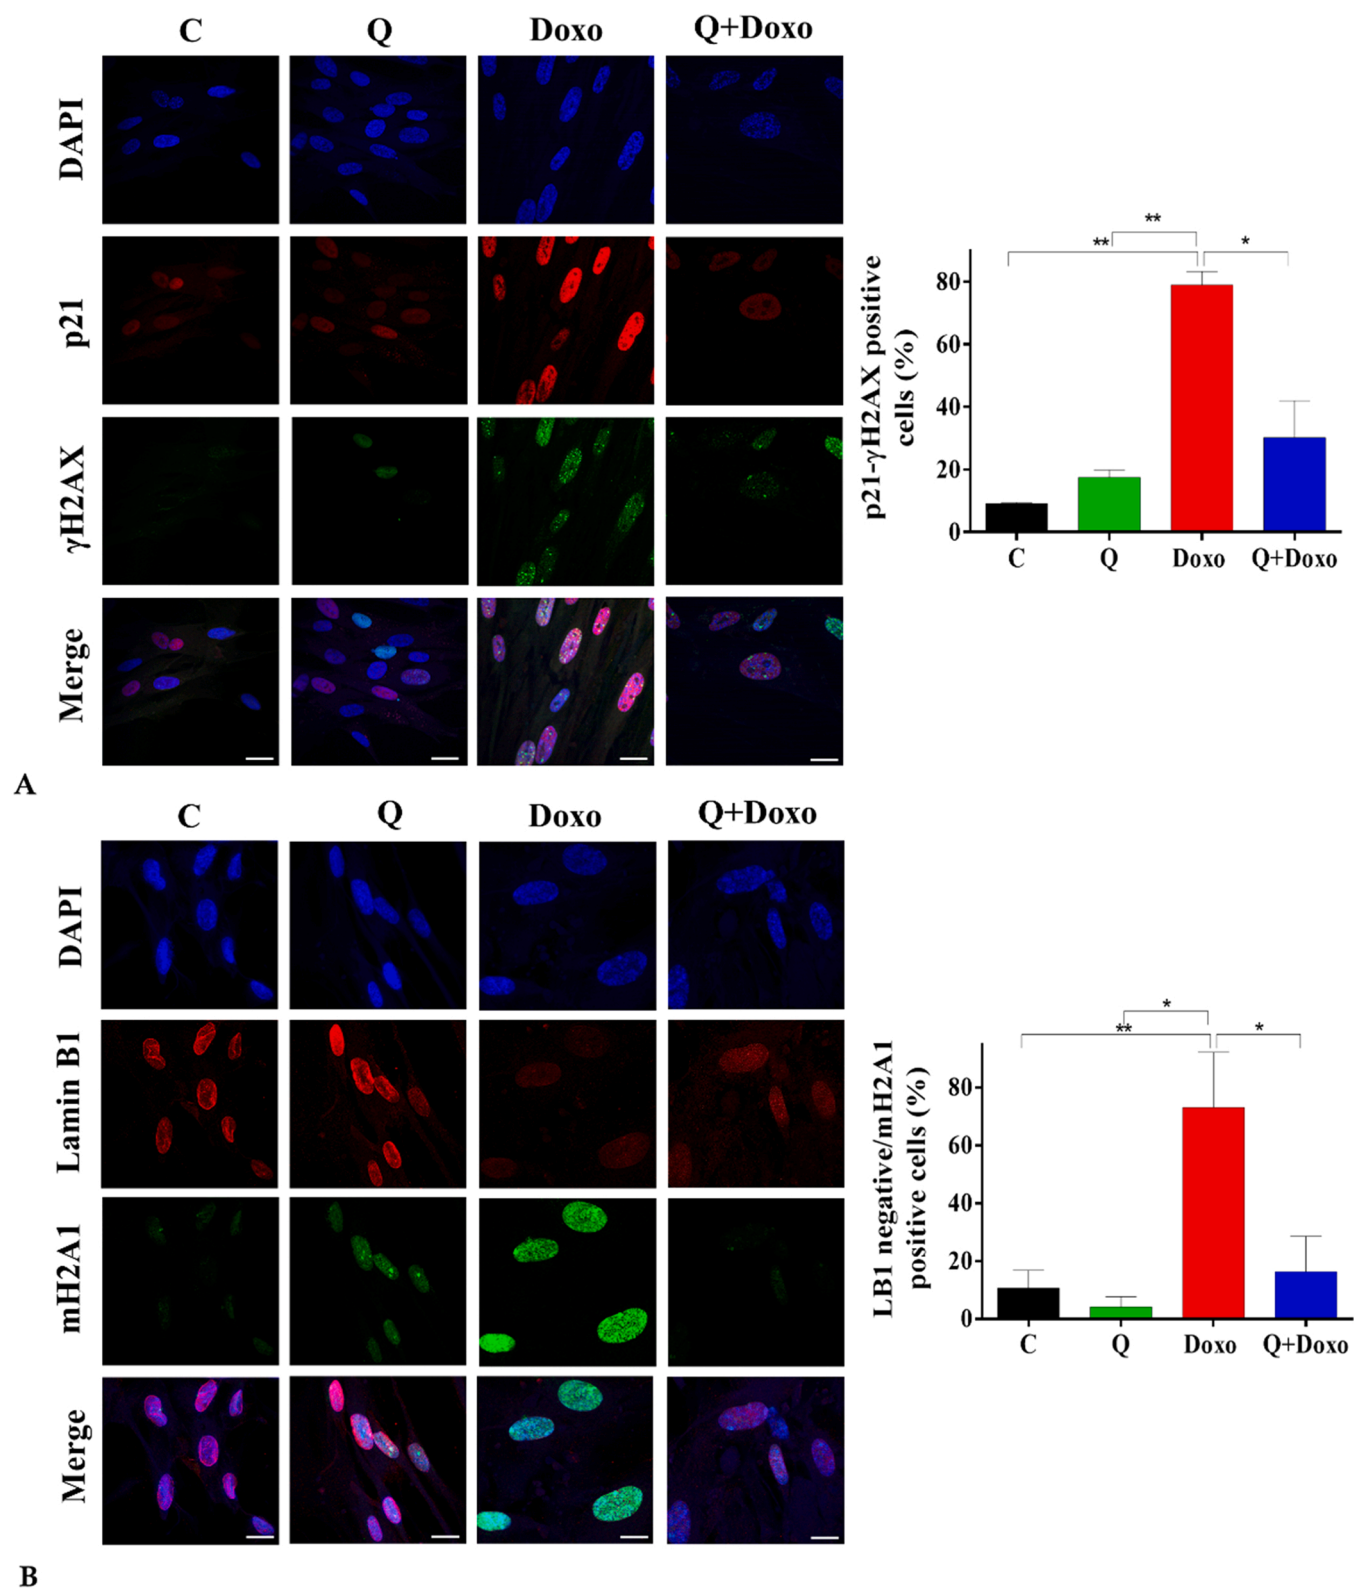 C Q Doxo Q+Doxo
DAPI
p21
γH2AX
Merge
p21-γH2AX positive
cells (%)
** 
**
*
80
60
40
20
0
C Q Doxo Q+Doxo
A
C Q Doxo Q+Doxo
DAPI
Lamin B1
mH2A1
Merge
LB1 negative/mH2A1
positive cells (%)
*
**
*
80
60
40
20
0
C Q Doxo Q+Doxo
B